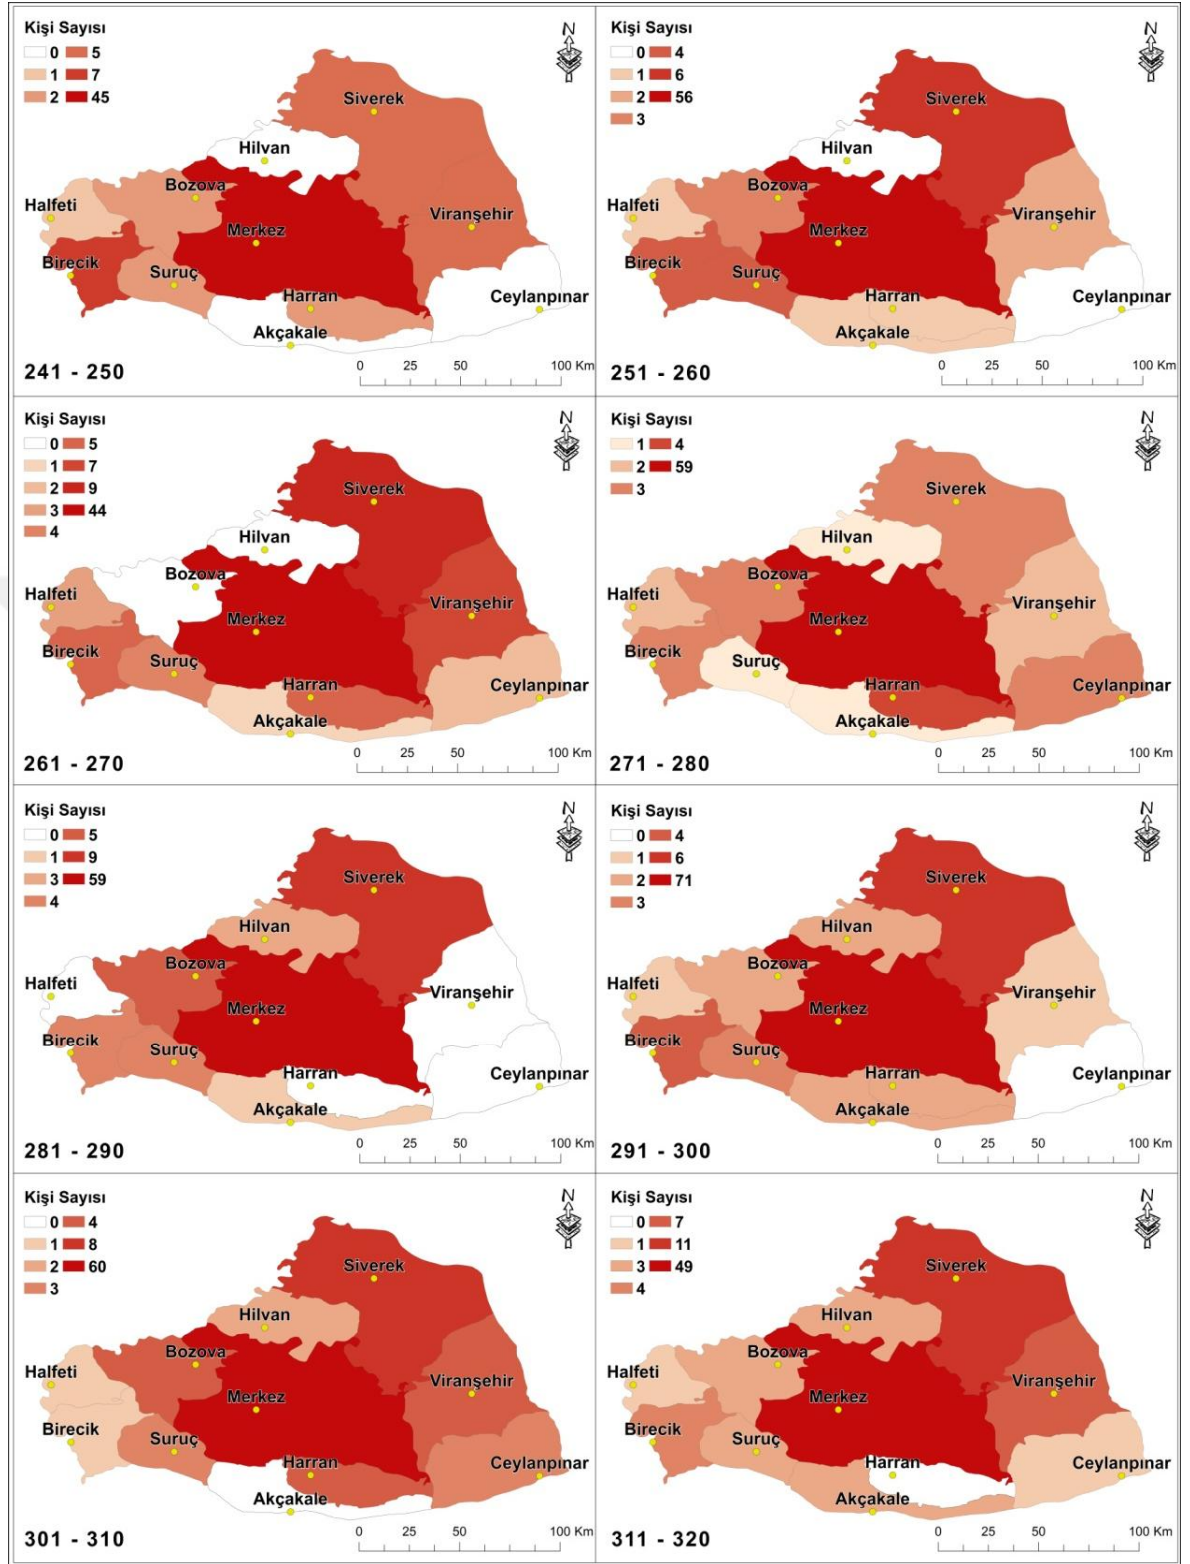 Kişi Sayısı
0 5
1 7
2 45
N
Siverek
Hilvan
Bozova
Halfeti
Viranşehir
Merkez
Birecik
Suruç
Harran
Ceylanpınar
Akçakale
241 - 250
0 25 50 100 Km
Kişi Sayısı
0 4
1 6
2 56
3
N
Siverek
Hilvan
Bozova
Halfeti
Viranşehir
Merkez
Birecik
Suruç
Harran
Ceylanpınar
Akçakale
251 - 260
0 25 50 100 Km
Kişi Sayısı
0 5
1 7
2 9
3 44
4
N
Siverek
Hilvan
Bozova
Halfeti
Viranşehir
Merkez
Birecik
Suruç
Harran
Ceylanpınar
Akçakale
261 - 270
0 25 50 100 Km
Kişi Sayısı
1 4
2 59
3
N
Siverek
Hilvan
Bozova
Halfeti
Viranşehir
Merkez
Birecik
Suruç
Harran
Ceylanpınar
Akçakale
271 - 280
0 25 50 100 Km
Kişi Sayısı
0 5
1 9
3 59
4
N
Siverek
Hilvan
Bozova
Halfeti
Viranşehir
Merkez
Birecik
Suruç
Harran
Ceylanpınar
Akçakale
281 - 290
0 25 50 100 Km
Kişi Sayısı
0 4
1 6
2 71
3
N
Siverek
Hilvan
Bozova
Halfeti
Viranşehir
Merkez
Birecik
Suruç
Harran
Ceylanpınar
Akçakale
291 - 300
0 25 50 100 Km
Kişi Sayısı
0 4
1 8
2 60
3
N
Siverek
Hilvan
Bozova
Halfeti
Viranşehir
Merkez
Birecik
Suruç
Harran
Ceylanpınar
Akçakale
301 - 310
0 25 50 100 Km
Kişi Sayısı
0 7
1 11
3 49
4
N
Siverek
Hilvan
Bozova
Halfeti
Viranşehir
Merkez
Birecik
Suruç
Harran
Ceylanpınar
Akçakale
311 - 320
0 25 50 100 Km